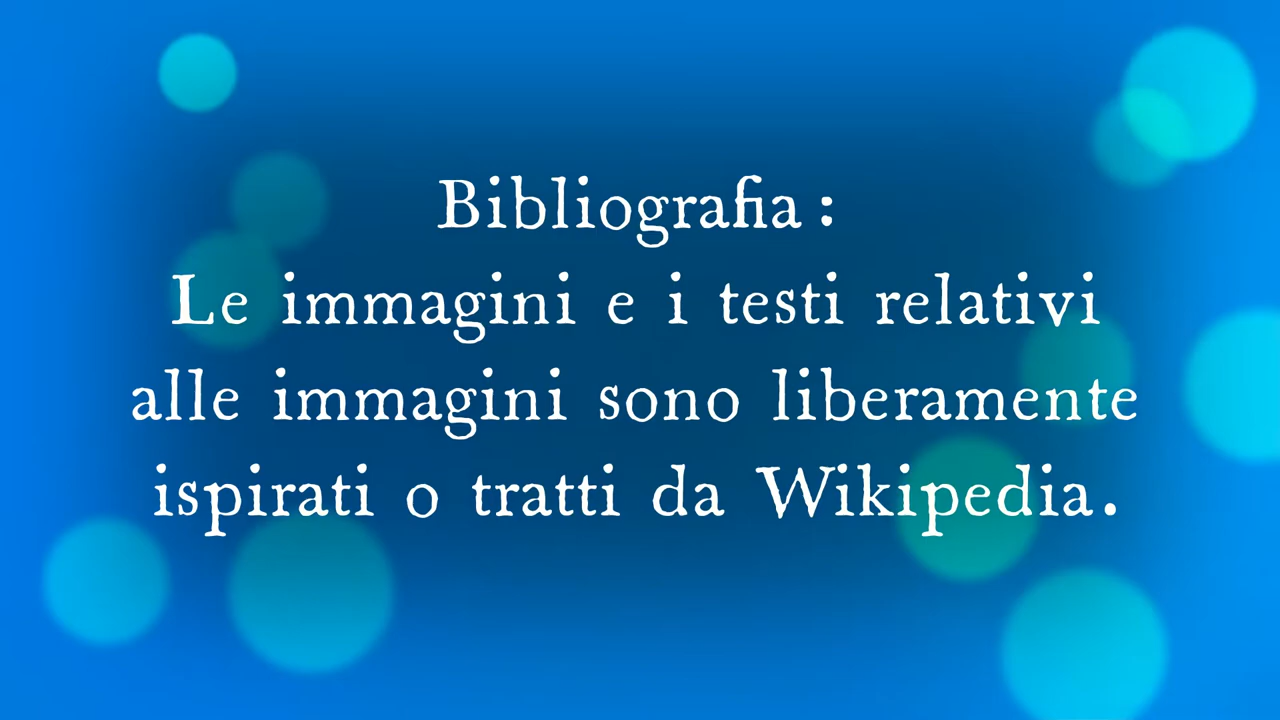 Bibliografia :
Le immagini e i testi relativi
alle immagini sono liberamente
ispirati o tratti da Wikipedia.